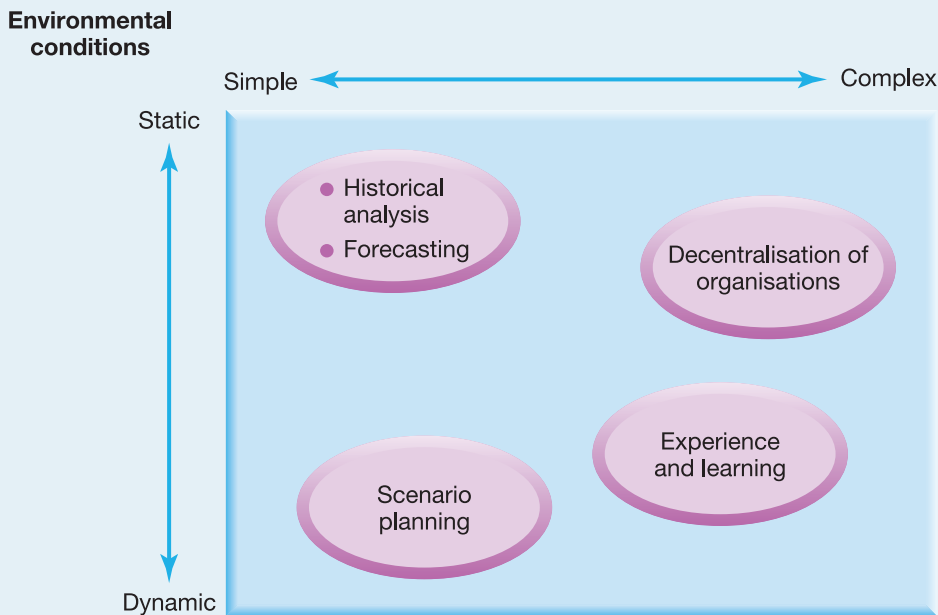 Environmental
conditions
Simple
Complex
Static
● Historical
analysis
● Forecasting
Decentralisation of
organisations
Experience
and learning
Scenario
planning
Dynamic